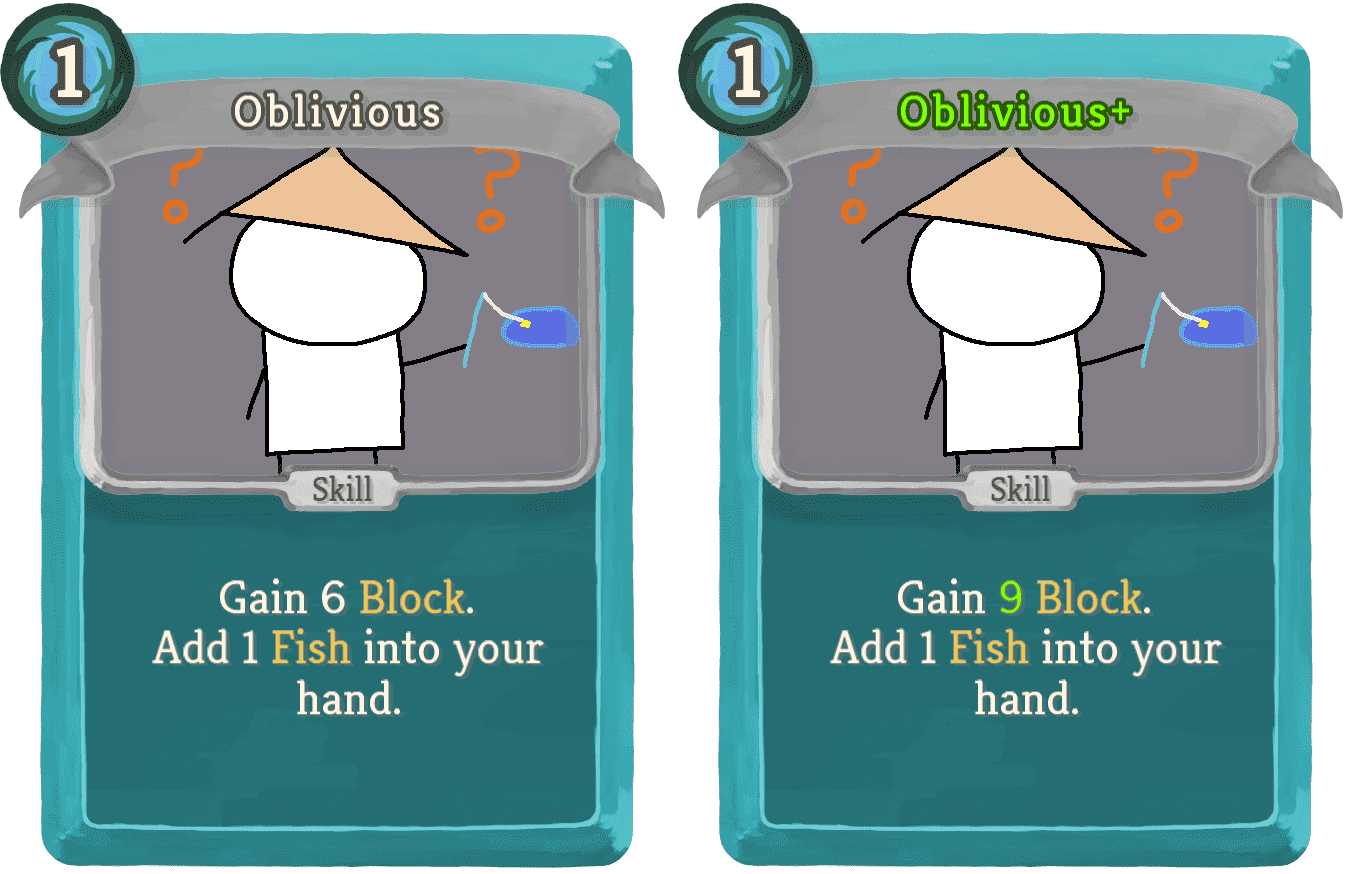 1
Oblivious
? ?
Skill
Gain 6 Block.
Add 1 Fish into your
hand.
1
Oblivious+
? ?
Skill
Gain 9 Block.
Add 1 Fish into your
hand.